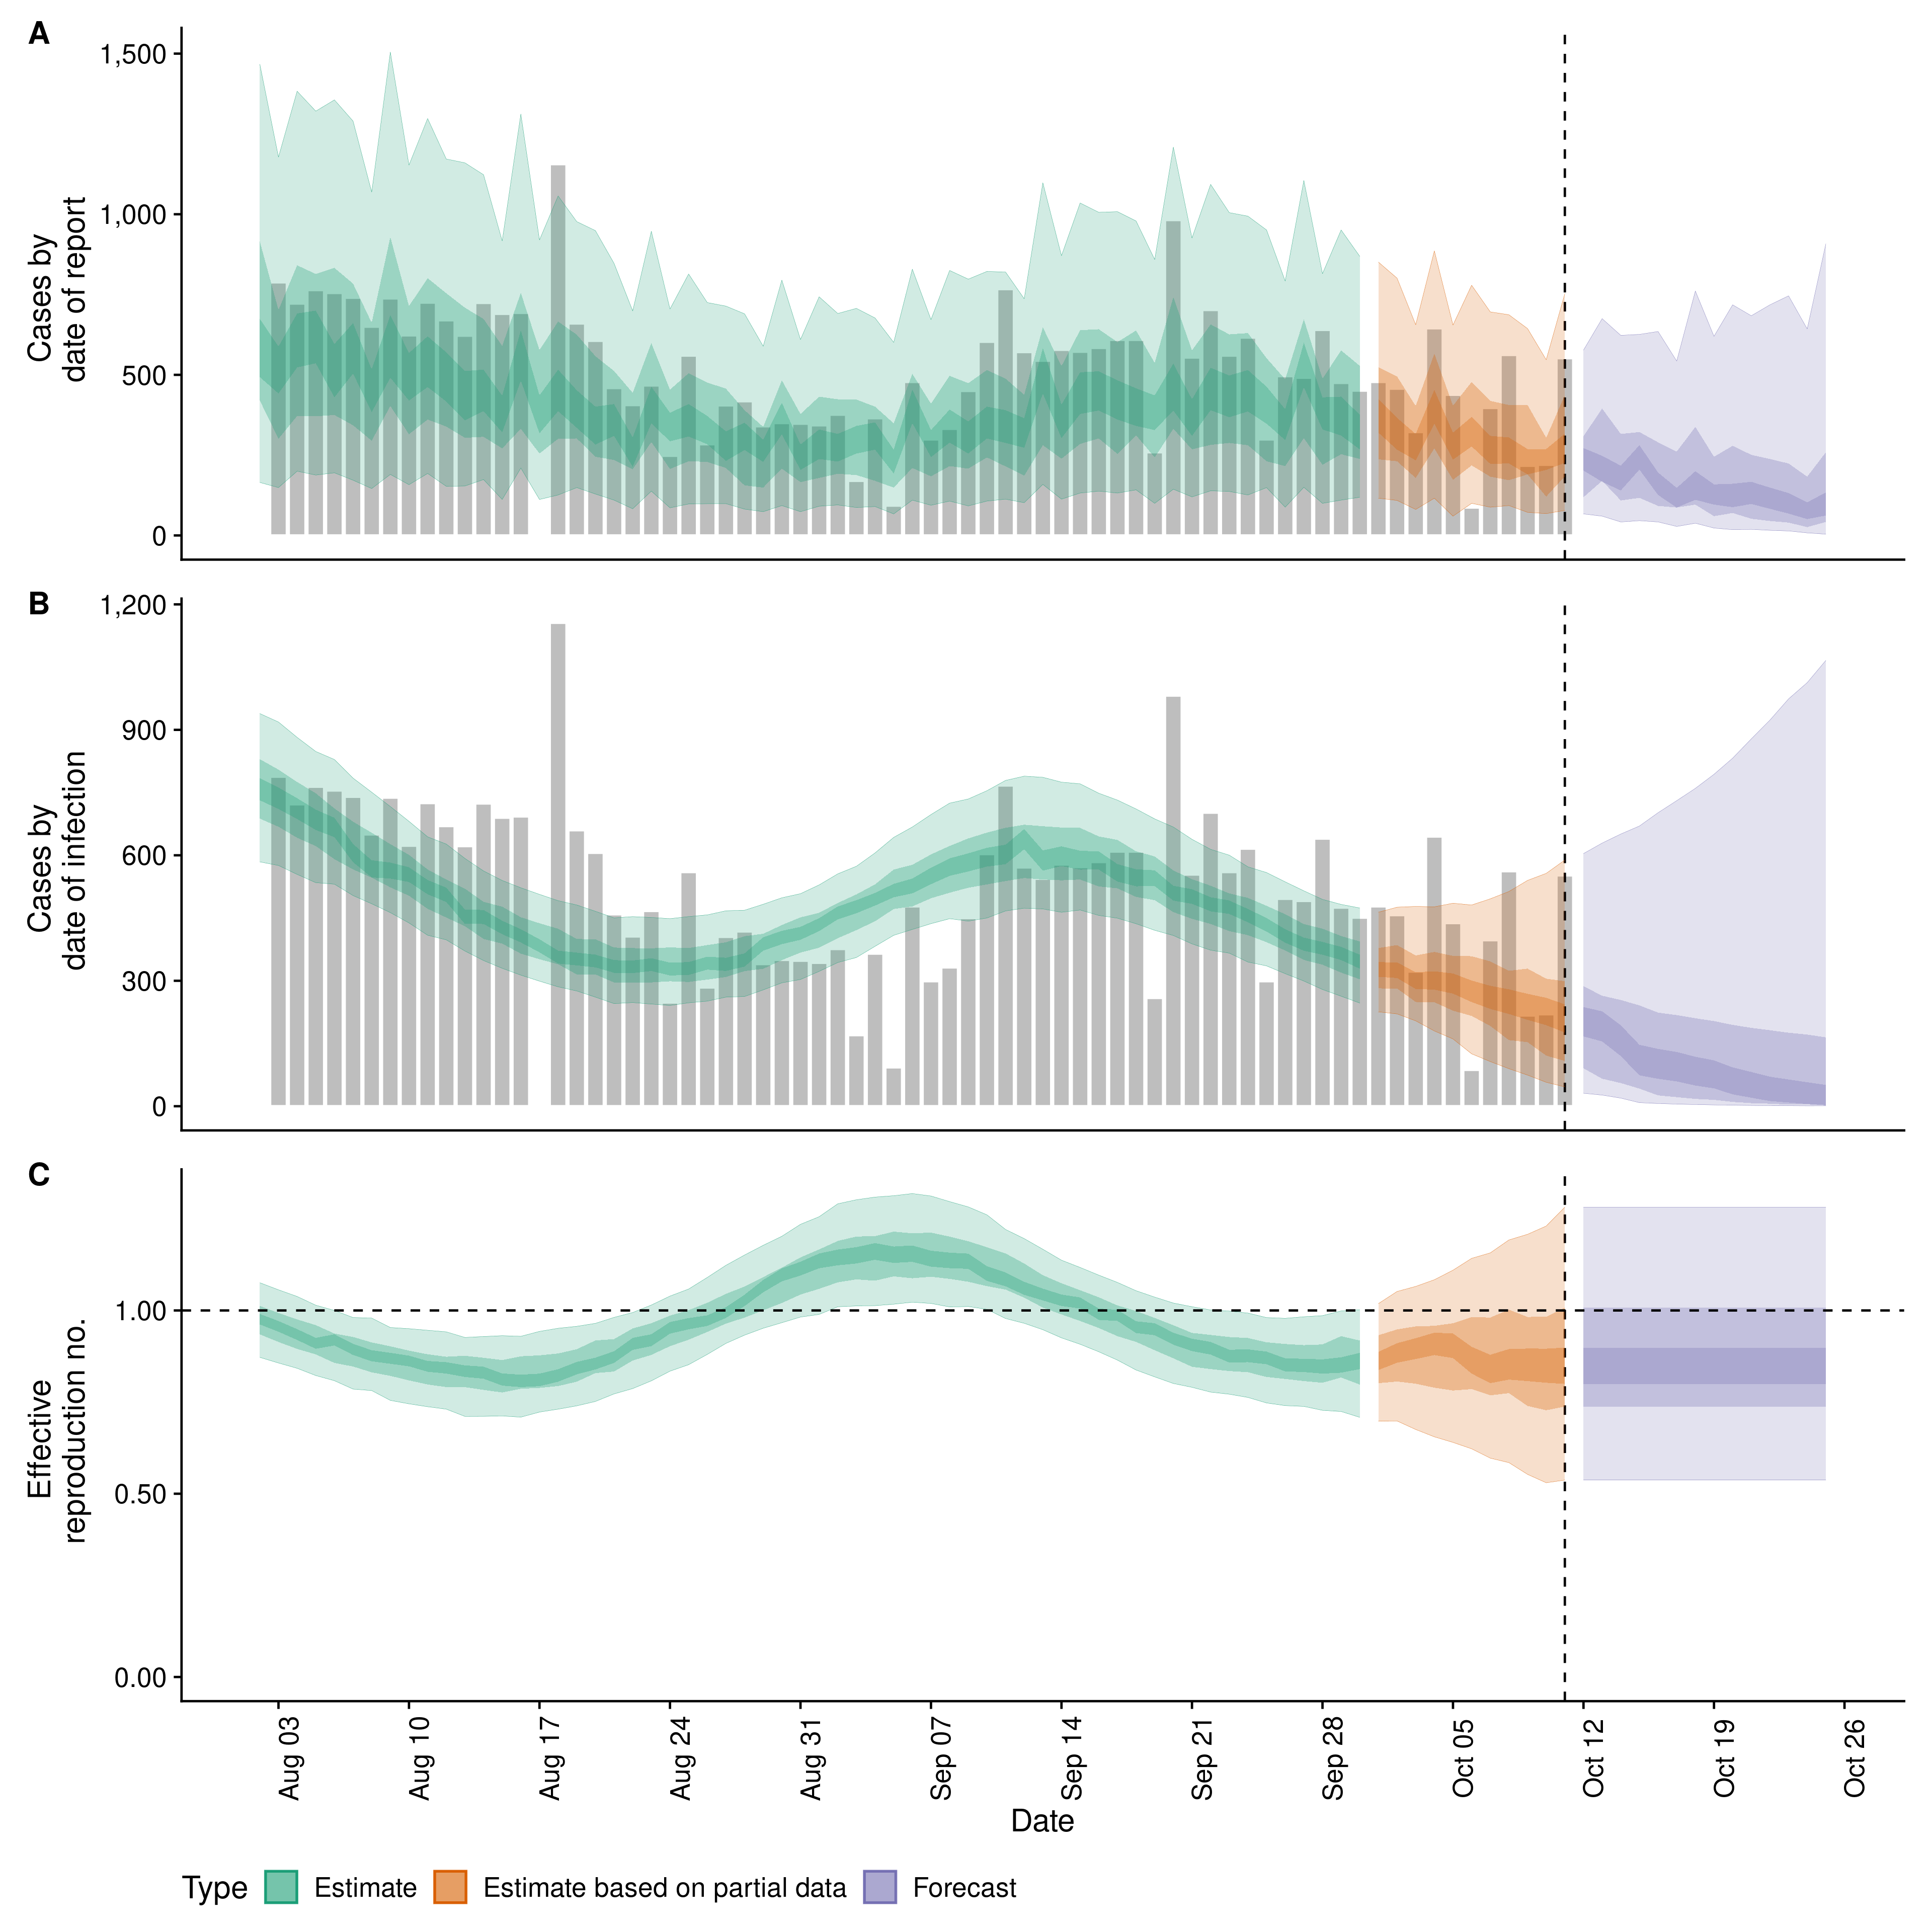 A
1,500
1,000
500
0
Cases by
date of report
B
1,200
900
600
300
0
Cases by
date of infection
C
1.00
0.50
0.00
Effective
reproduction no.
Aug 03
Aug 10
Aug 17
Aug 24
Aug 31
Sep 07
Sep 14
Sep 21
Sep 28
Oct 05
Oct 12
Oct 19
Oct 26
Date
Type Estimate Estimate based on partial data Forecast